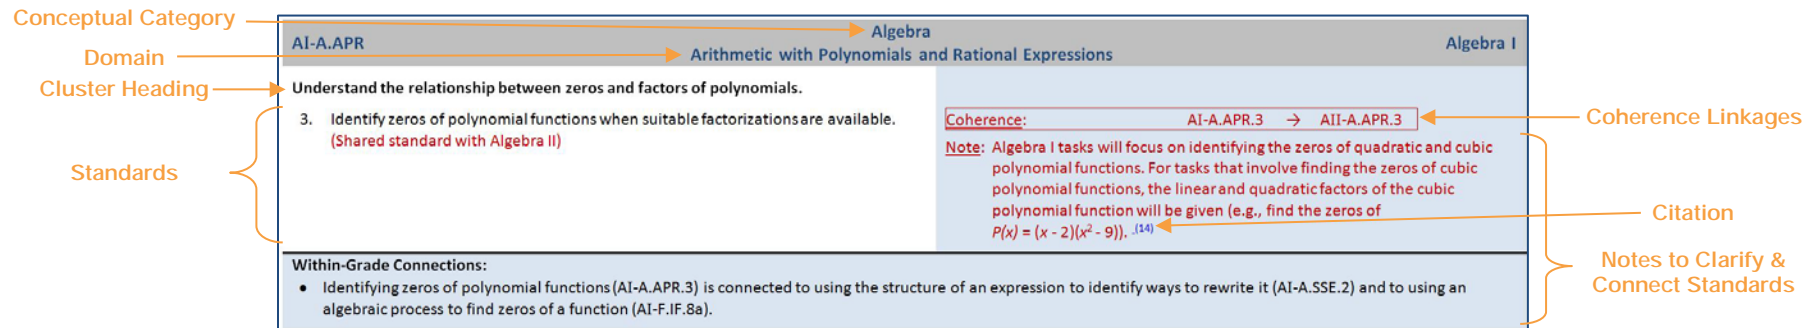 Conceptual Category
Domain
Cluster Heading
Standards
AI-A.APR
Algebra
Arithmetic with Polynomials and Rational Expressions
Algebra I
Understand the relationship between zeros and factors of polynomials.
3. Identify zeros of polynomial functions when suitable factorizations are available.
(Shared standard with Algebra II)
Coherence: AI-A.APR.3 → AII-A.APR.3
Note: Algebra I tasks will focus on identifying the zeros of quadratic and cubic
polynomial functions. For tasks that involve finding the zeros of cubic
polynomial functions, the linear and quadratic factors of the cubic
polynomial function will be given (e.g., find the zeros of
P(x) = (x - 2)(x² - 9)). .(14)
Within-Grade Connections:
• Identifying zeros of polynomial functions (AI-A.APR.3) is connected to using the structure of an expression to identify ways to rewrite it (AI-A.SSE.2) and to using an
algebraic process to find zeros of a function (AI-F.IF.8a).
Coherence Linkages
Citation
Notes to Clarify &
Connect Standards